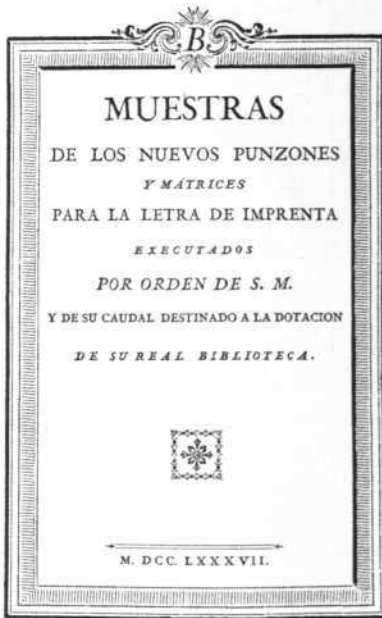 B
MUESTRAS
DE LOS NUEVOS PUNZONES
Y MÁTRICES
PARA LA LETRA DE IMPRENTA
EXECUTADOS
POR ORDEN DE S. M.
Y DE SU CAUDAL DESTINADO A LA DOTACION
DE SU REAL BIBLIOTECA.
M. DCC. LXXXVII.